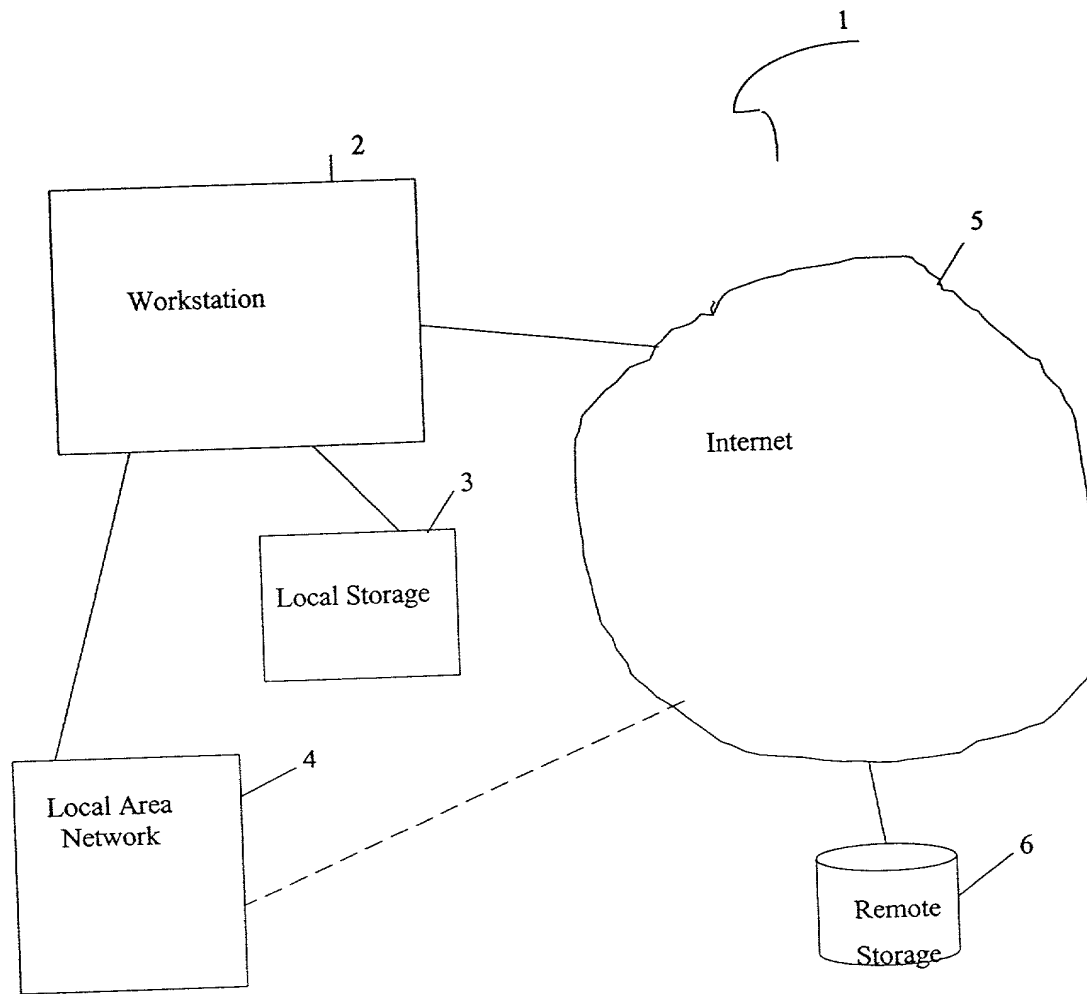 1
2
Workstation
5
Internet
3
Local Storage
4
Local Area
Network
6
Remote
Storage